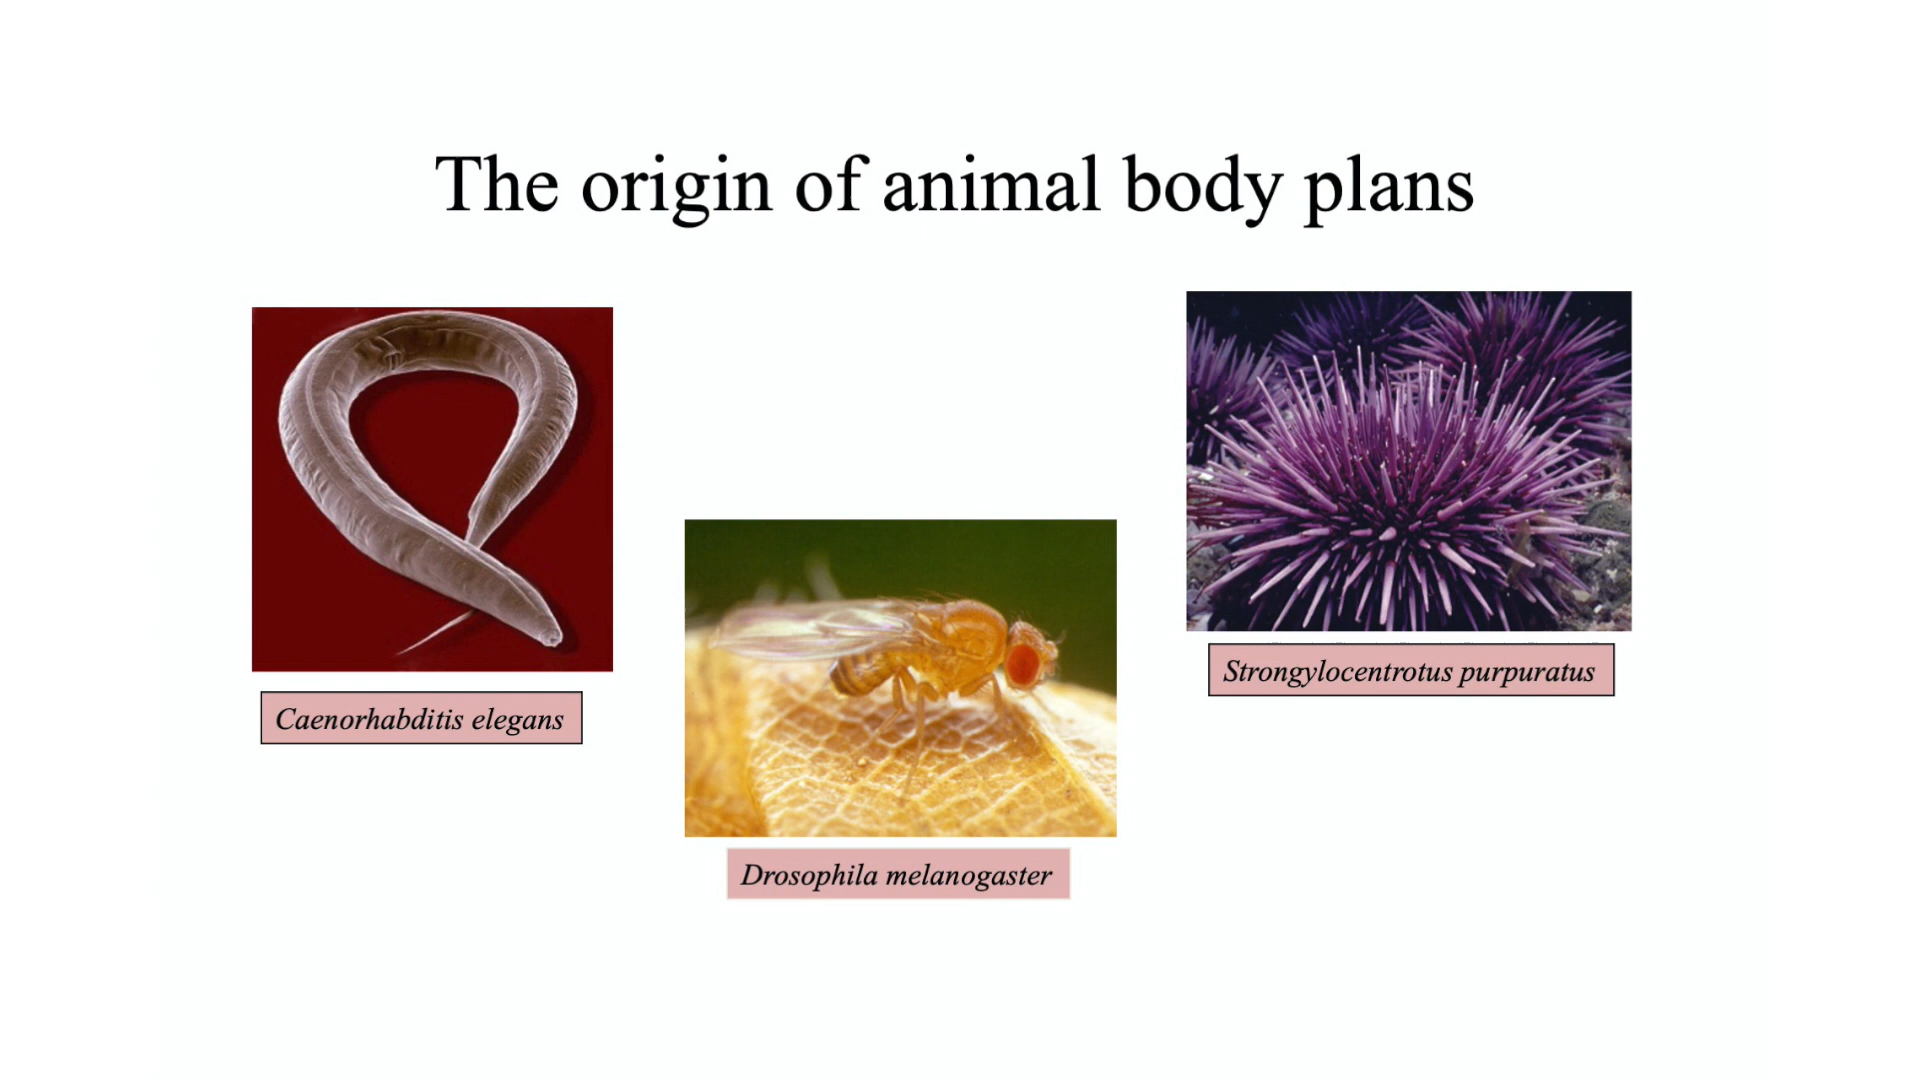 The origin of animal body plans
Caenorhabditis elegans
Drosophila melanogaster
Strongylocentrotus purpuratus